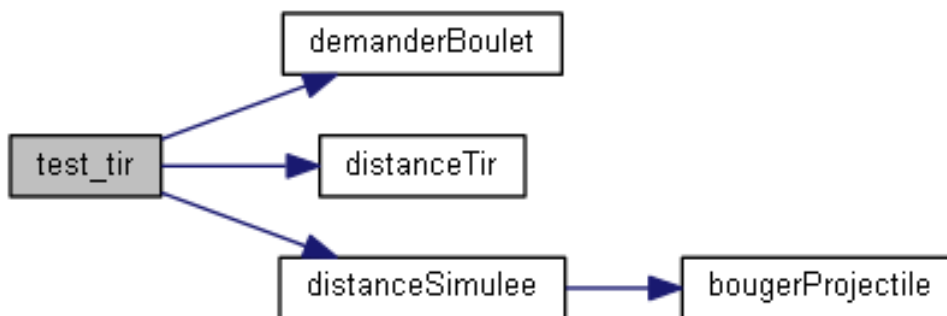 demanderBoulet
test_tir
distanceTir
distanceSimulee
bougerProjectile